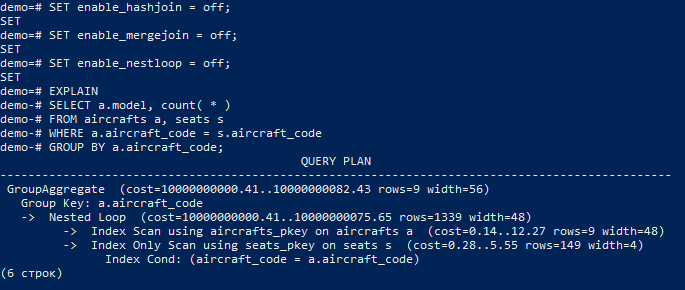 demo=# SET enable_hashjoin = off;
SET
demo=# SET enable_mergejoin = off;
SET
demo=# SET enable_nestloop = off;
SET
demo=# EXPLAIN
demo-# SELECT a.model, count( * )
demo-# FROM aircrafts a, seats s
demo-# WHERE a.aircraft_code = s.aircraft_code
demo-# GROUP BY a.aircraft_code;
QUERY PLAN
-----------------------------------------------------------------------------------------------
GroupAggregate (cost=10000000000.41..10000000082.43 rows=9 width=56)
Group Key: a.aircraft_code
-> Nested Loop (cost=10000000000.41..10000000075.65 rows=1339 width=48)
-> Index Scan using aircrafts_pkey on aircrafts a (cost=0.14..12.27 rows=9 width=48)
-> Index Only Scan using seats_pkey on seats s (cost=0.28..5.55 rows=149 width=4)
Index Cond: (aircraft_code = a.aircraft_code)
(6 строк)